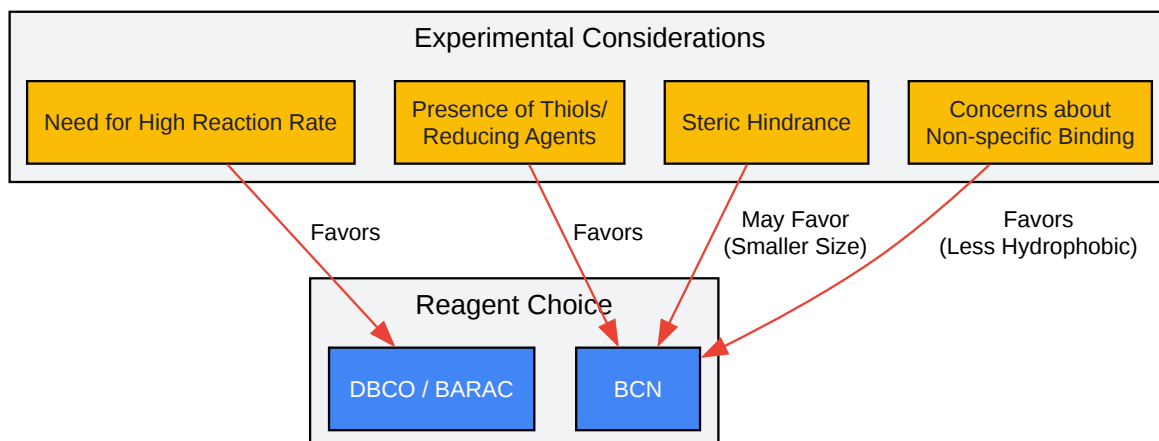 Experimental Considerations
Need for High Reaction Rate
Presence of Thiols/
Reducing Agents
Steric Hindrance
Concerns about
Non-specific Binding
Favors
Favors
May Favor
(Smaller Size)
Favors
(Less Hydrophobic)
Reagent Choice
DBCO / BARAC
BCN